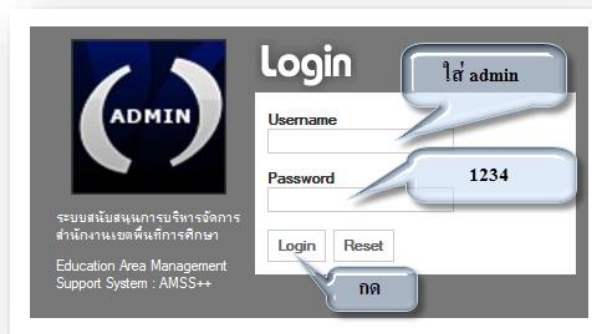 ADMIN
Login
ใส่ admin
Username
Password
1234
ระบบสนับสนุนการบริหารจัดการ
สำนักงานเขตพื้นที่การศึกษา
Education Area Management
Support System : AMSS++
Login Reset
กด